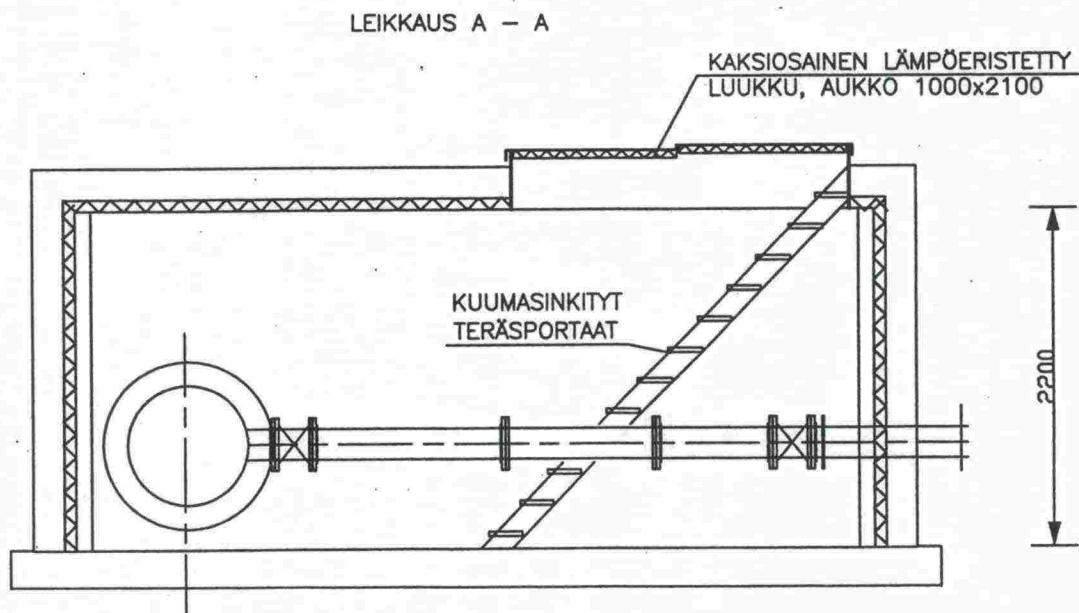 LEIKKAUS A - A
KAKSIOSAINEN LÄMPÖERISTETTY
LUUKKU, AUKKO 1000x2100
KUUMASINKITYT
TERÄSPORTAAT
2200